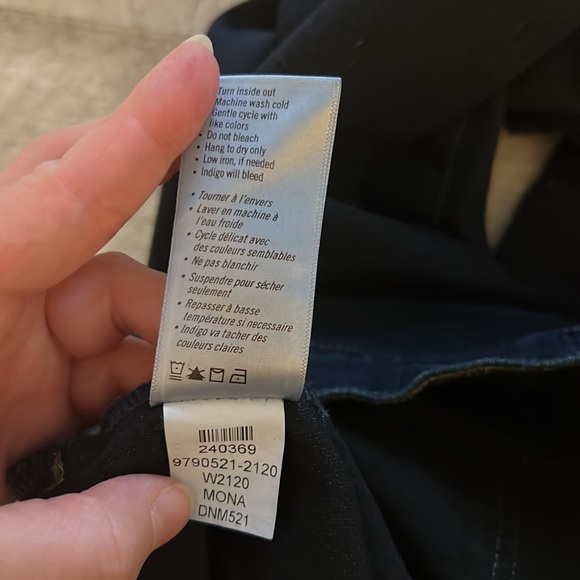 Turn inside out
Machine wash cold
Gentle cycle with
like colors
• Do not bleach
• Hang to dry only
• Low iron, if needed
• Indigo will bleed
• Tourner à l'envers
• Laver en machine à
l'eau froide
• Cycle délicat avec
des couleurs semblables
• Ne pas blanchir
• Suspendre pour sécher
seulement
• Repasser à basse
température si necessaire
• Indigo va tacher des
couleurs claires
240369
9790521-2120
W2120
MONA
DNM521